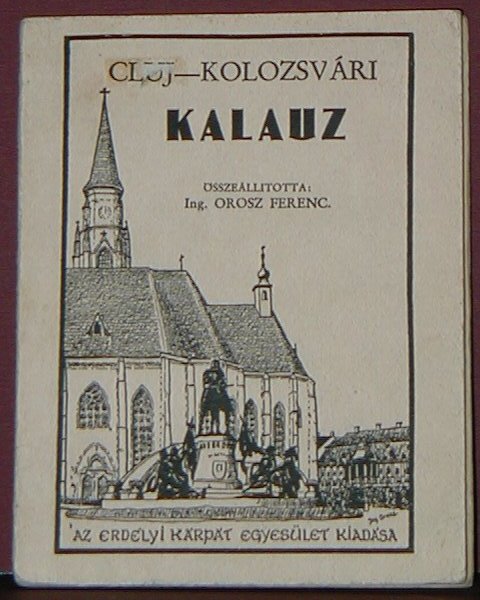 CLUJ—KOLOZSVÁRI
KALAUZ
ÖSSZEÁLLITOTTA:
Ing. OROSZ FERENC.
AZ ERDÉLYI KÁRPÁT EGYESÜLET KIADÁSA